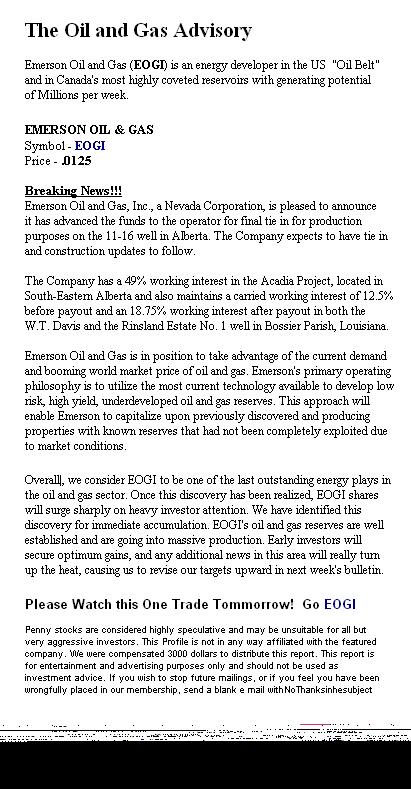 The Oil and Gas Advisory
Emerson Oil and Gas (EOGI) is an energy developer in the US "Oil Belt"
and in Canada's most highly coveted reservoirs with generating potential
of Millions per week.
EMERSON OIL & GAS
Symbol - EOGI
Price - .0125
Breaking News!!!
Emerson Oil and Gas, Inc., a Nevada Corporation, is pleased to announce
it has advanced the funds to the operator for final tie in for production
purposes on the 11-16 well in Alberta. The Company expects to have tie in
and construction updates to follow.
The Company has a 49% working interest in the Acadia Project, located in
South-Eastern Alberta and also maintains a carried working interest of 12.5%
before payout and an 18.75% working interest after payout in both the
W.T. Davis and the Rinsland Estate No. 1 well in Bossier Parish, Louisiana.
Emerson Oil and Gas is in position to take advantage of the current demand
and booming world market price of oil and gas. Emerson's primary operating
philosophy is to utilize the most current technology available to develop low
risk, high yield, underdeveloped oil and gas reserves. This approach will
enable Emerson to capitalize upon previously discovered and producing
properties with known reserves that had not been completely exploited due
to market conditions.
Overall, we consider EOGI to be one of the last outstanding energy plays in
the oil and gas sector. Once this discovery has been realized, EOGI shares
will surge sharply on heavy investor attention. We have identified this
discovery for immediate accumulation. EOGI's oil and gas reserves are well
established and are going into massive production. Early investors will
secure optimum gains, and any additional news in this area will really turn
up the heat, causing us to revise our targets upward in next week's bulletin.
Please Watch this One Trade Tommorrow! Go EOGI
Penny stocks are considered highly speculative and may be unsuitable for all but
very aggressive investors. This Profile is not in any way affiliated with the featured
company. We were compensated 3000 dollars to distribute this report. This report is
for entertainment and advertising purposes only and should not be used as
investment advice. If you wish to stop future mailings, or if you feel you have been
wrongfully placed in our membership, send a blank e mail withNoThanksinhesubject